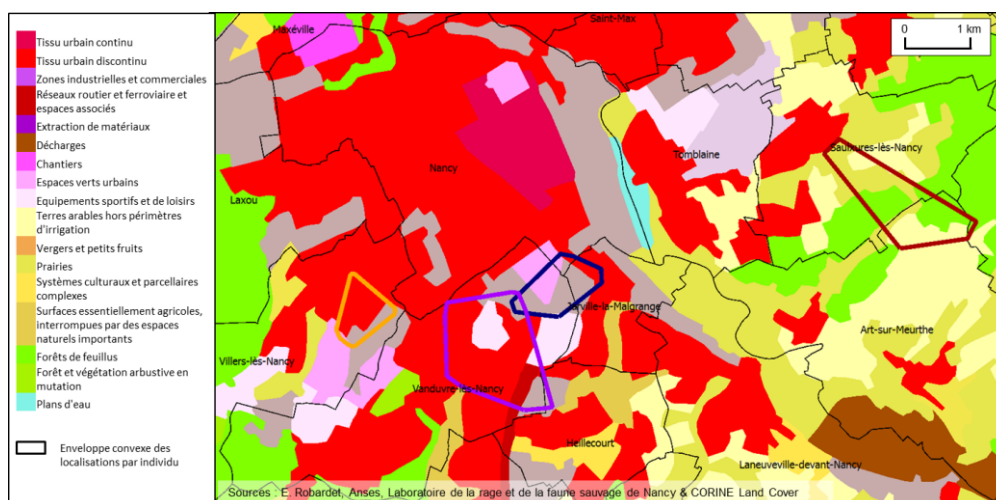 Tissu urbain continu
Tissu urbain discontinu
Zones industrielles et commerciales
Réseaux routier et ferroviaire et
espaces associés
Extraction de matériaux
Décharges
Chantiers
Espaces verts urbains
Equipements sportifs et de loisirs
Terres arables hors périmètres
d'irrigation
Vergers et petits fruits
Prairies
Systèmes culturaux et parcellaires
complexes
Surfaces essentiellement agricoles,
interrompues par des espaces
naturels importants
Forêts de feuillus
Forêt et végétation arbustive en
mutation
Plans d'eau
Enveloppe convexe des
localisations par individu
Maxéville
Saint-Max
0 1 km
Nancy
Tomblaine
Saulxures-lès-Nancy
Laxou
Jarville-la-Malgrange
Art-sur-Meurthe
Villers-lès-Nancy
Vanduvre-lès-Nancy
Heillecourt
Laneuveville-devant-Nancy
Sources : E. Robardet, Anses, Laboratoire de la rage et de la faune sauvage de Nancy & CORINE Land Cover